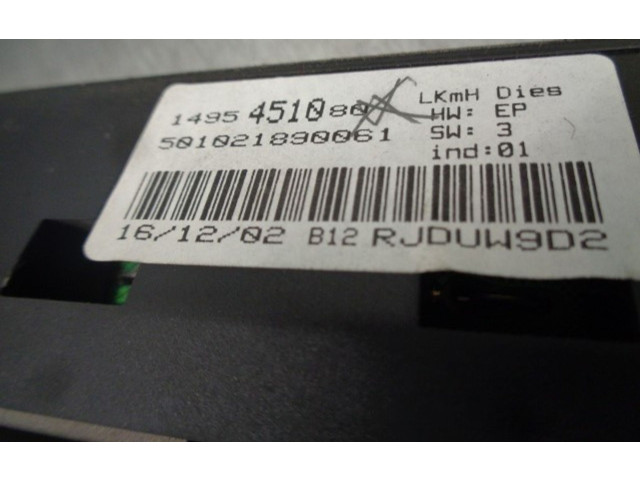 1495 4510 80 LKmH Dies
501021890061 HW: EP
SW: 3
ind:01
16/12/02 B12 RJDUW9D2